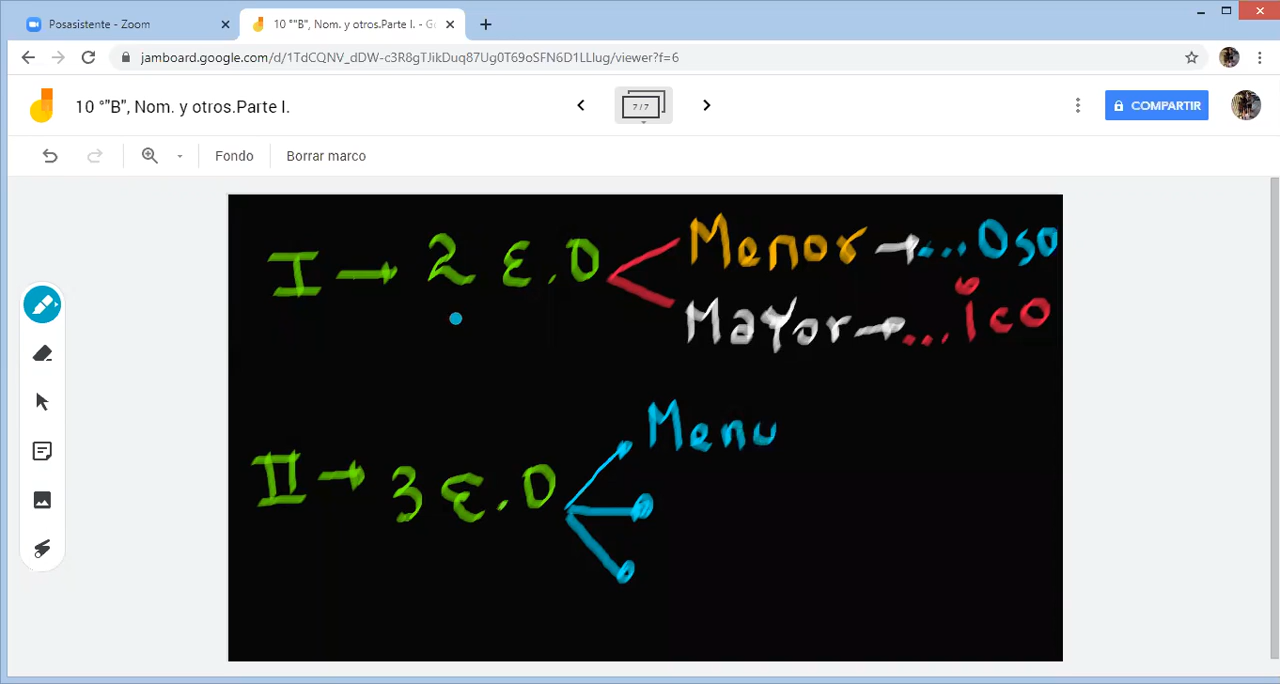 Posasistente - Zoom
10 °"B", Nom. y otros.Parte I. - Go
jamboard.google.com/d/1TdCQNV_dDW-c3R8gTJikDuq87Ug0T69oSFN6D1LLlug/viewer?f=6
10 °"B", Nom. y otros.Parte I.
7 / 7
COMPARTIR
Fondo
Borrar marco
I → 2 E.O Menor → ...Oso
Mayor → ...ico
II → 3 E.O Menu